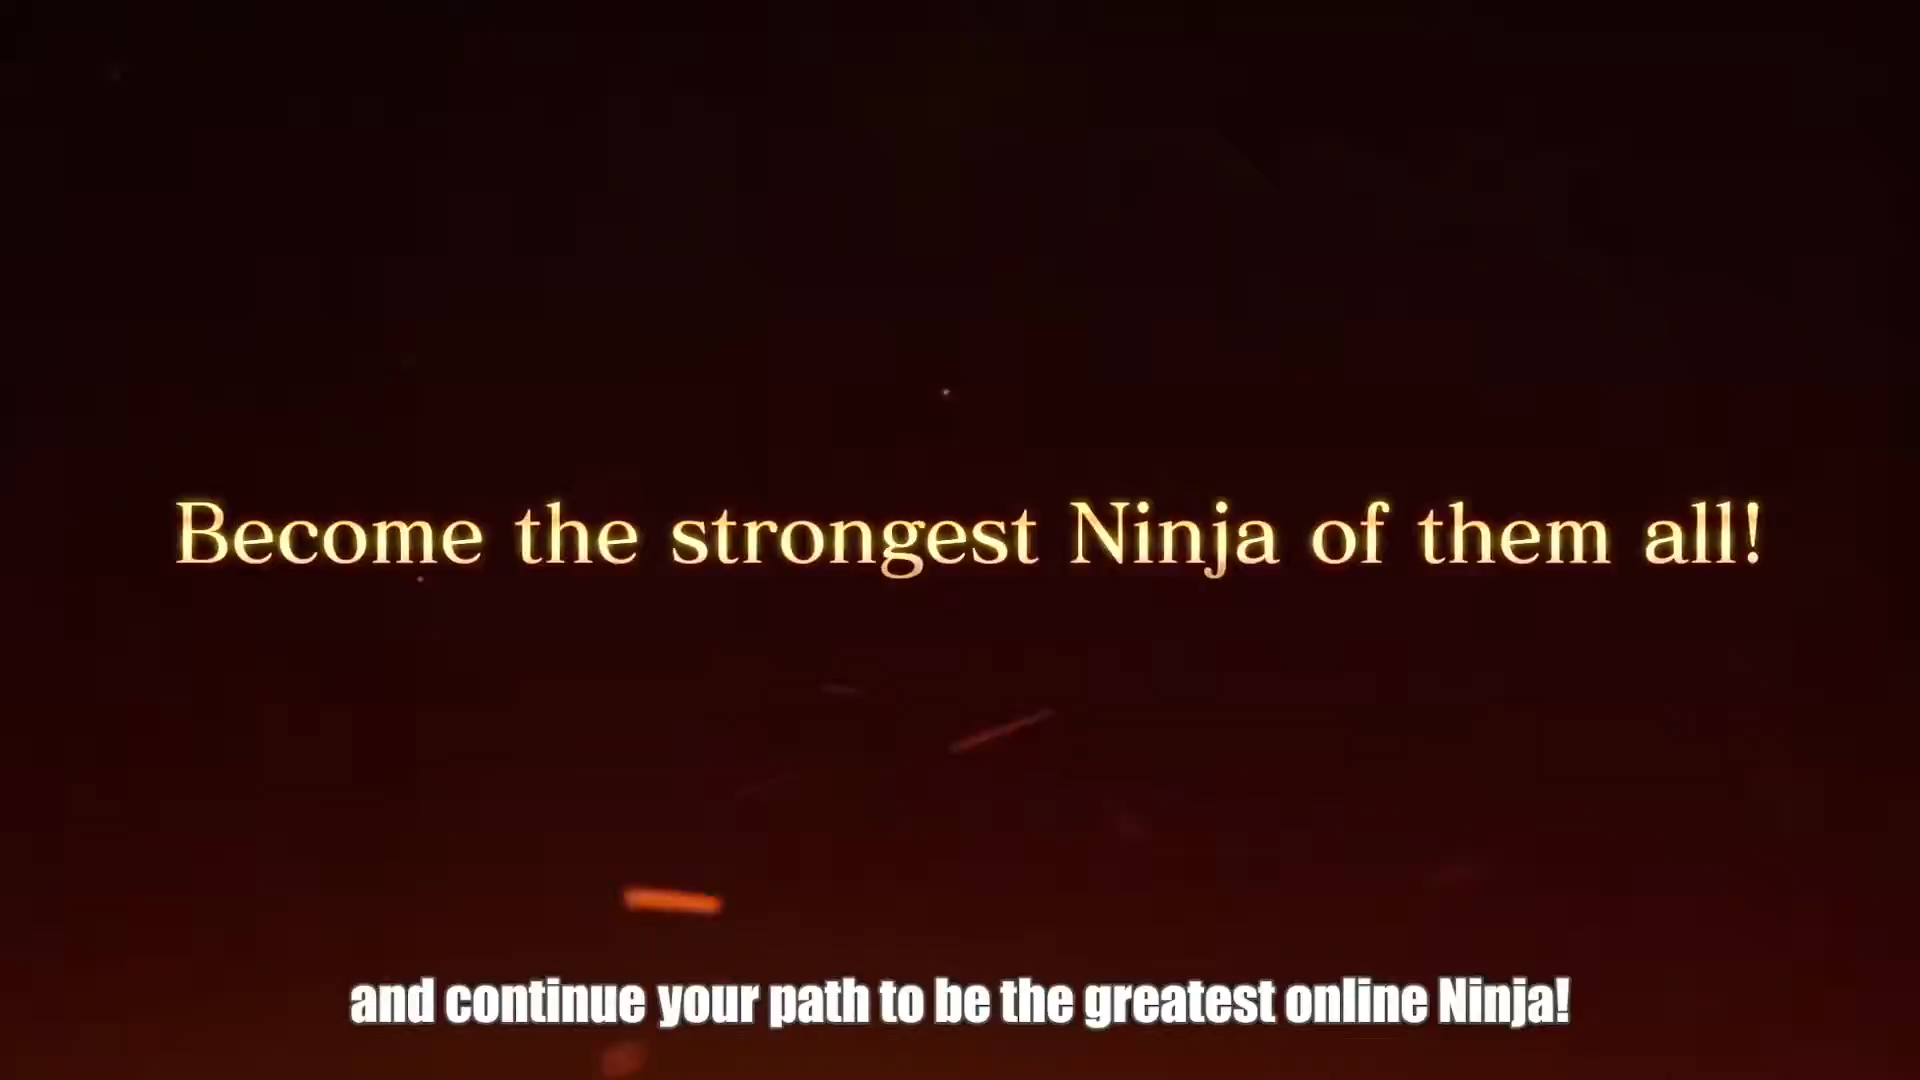 Become the strongest Ninja of them all!
and continue your path to be the greatest online Ninja!